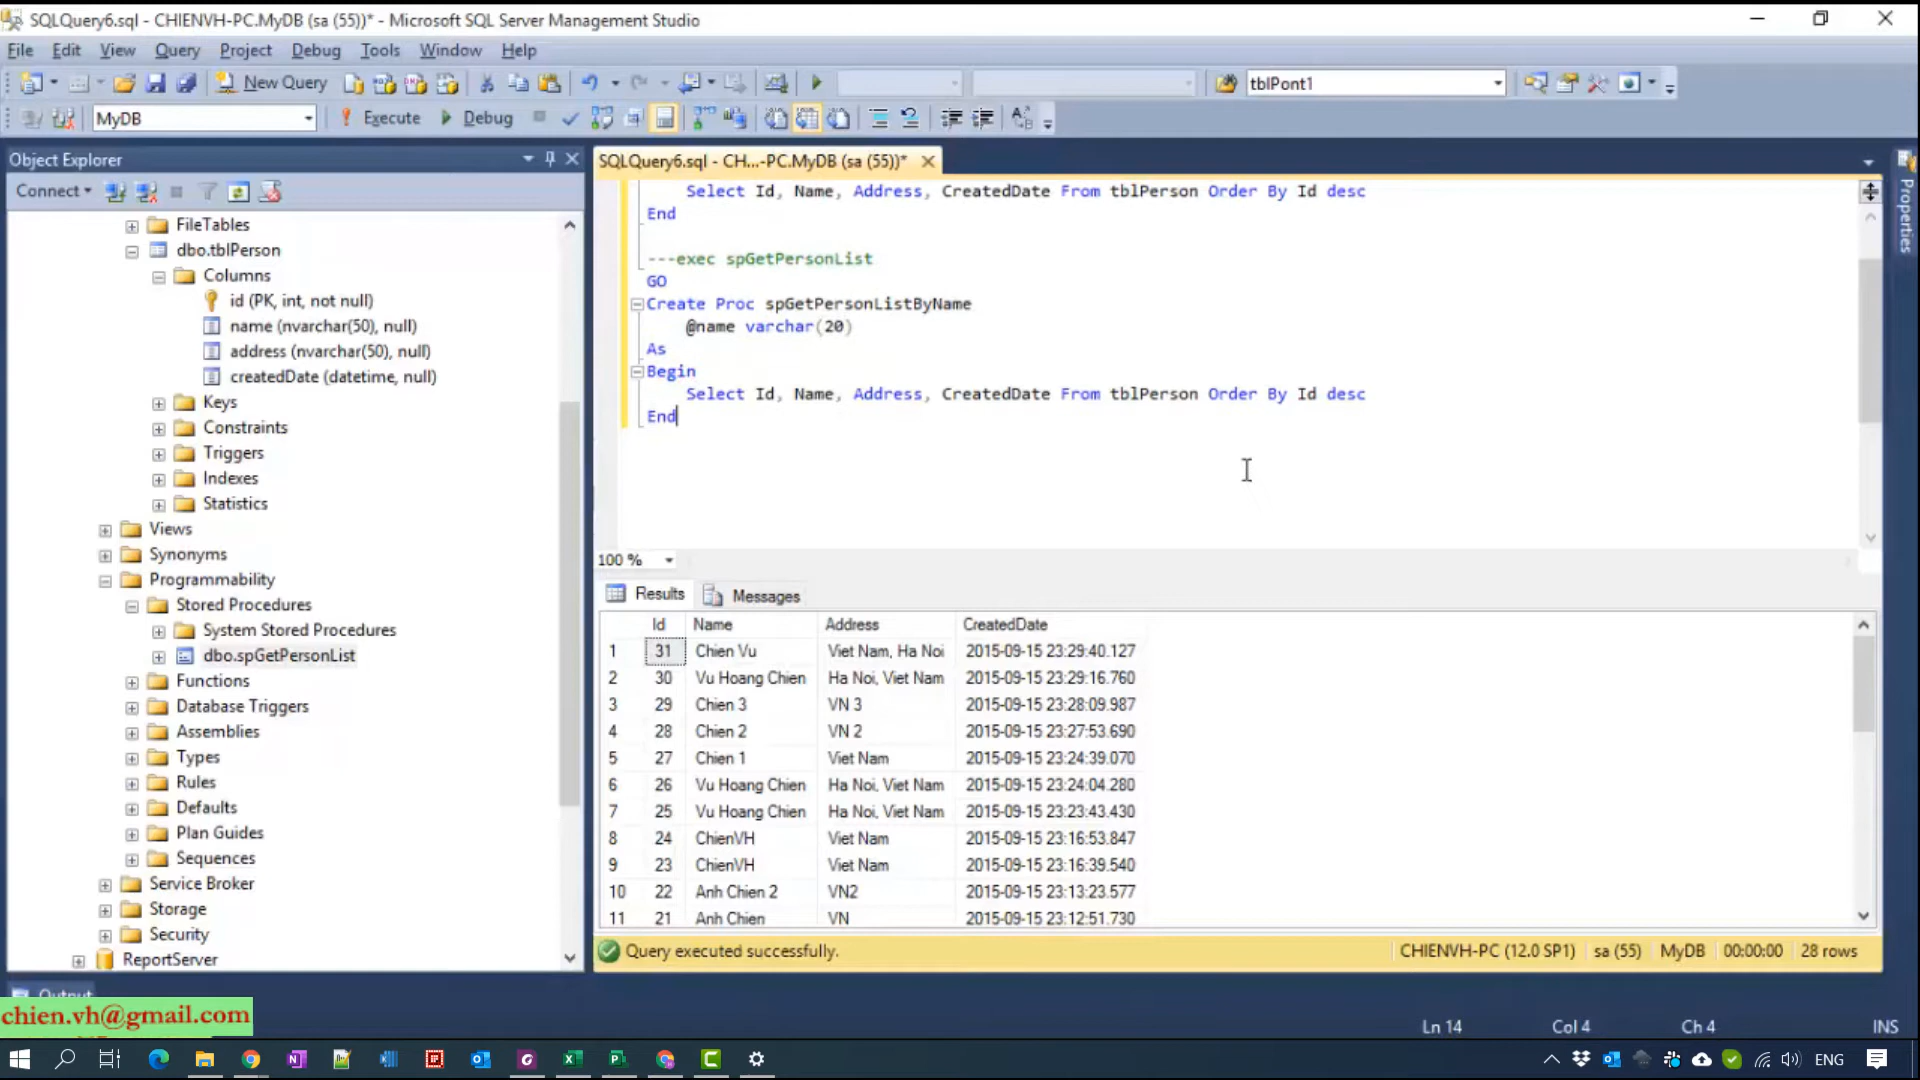 SQLQuery6.sql - CHIENVH-PC.MyDB (sa (55))* - Microsoft SQL Server Management Studio
File Edit View Query Project Debug Tools Window Help
New Query
tblPont1
MyDB
Execute
Debug
Object Explorer
Connect
FileTables
dbo.tblPerson
Columns
id (PK, int, not null)
name (nvarchar(50), null)
address (nvarchar(50), null)
createdDate (datetime, null)
Keys
Constraints
Triggers
Indexes
Statistics
Views
Synonyms
Programmability
Stored Procedures
System Stored Procedures
dbo.spGetPersonList
Functions
Database Triggers
Assemblies
Types
Rules
Defaults
Plan Guides
Sequences
Service Broker
Storage
Security
ReportServer
SQLQuery6.sql - CH...-PC.MyDB (sa (55))*
Select Id, Name, Address, CreatedDate From tblPerson Order By Id desc
End
---exec spGetPersonList
GO
Create Proc spGetPersonListByName
@name varchar(20)
As
Begin
Select Id, Name, Address, CreatedDate From tblPerson Order By Id desc
End
Properties
100 %
Results
Messages
Id Name Address CreatedDate
1 31 Chien Vu Viet Nam, Ha Noi 2015-09-15 23:29:40.127
2 30 Vu Hoang Chien Ha Noi, Viet Nam 2015-09-15 23:29:16.760
3 29 Chien 3 VN 3 2015-09-15 23:28:09.987
4 28 Chien 2 VN 2 2015-09-15 23:27:53.690
5 27 Chien 1 Viet Nam 2015-09-15 23:24:39.070
6 26 Vu Hoang Chien Ha Noi, Viet Nam 2015-09-15 23:24:04.280
7 25 Vu Hoang Chien Ha Noi, Viet Nam 2015-09-15 23:23:43.430
8 24 ChienVH Viet Nam 2015-09-15 23:16:53.847
9 23 ChienVH Viet Nam 2015-09-15 23:16:39.540
10 22 Anh Chien 2 VN2 2015-09-15 23:13:23.577
11 21 Anh Chien VN 2015-09-15 23:12:51.730
Query executed successfully.
CHIENVH-PC (12.0 SP1) sa (55) MyDB 00:00:00 28 rows
Output
chien.vh@gmail.com
Ln 14 Col 4 Ch 4 INS
ENG